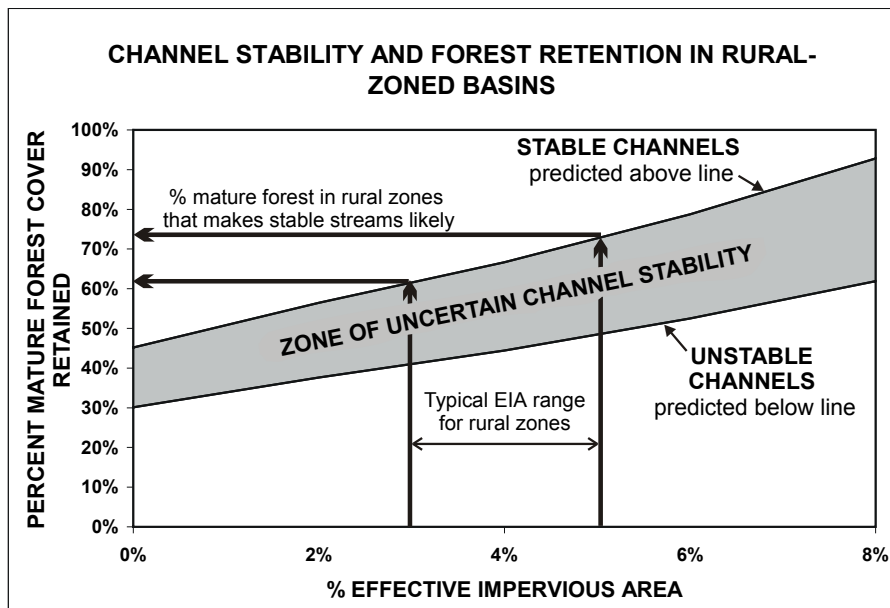 CHANNEL STABILITY AND FOREST RETENTION IN RURAL-
ZONED BASINS
PERCENT MATURE FOREST COVER
RETAINED
100%
90%
80%
70%
60%
50%
40%
30%
20%
10%
0%
STABLE CHANNELS
predicted above line
% mature forest in rural zones
that makes stable streams likely
ZONE OF UNCERTAIN CHANNEL STABILITY
UNSTABLE
CHANNELS
predicted below line
Typical EIA range
for rural zones
0%
2%
4%
6%
8%
% EFFECTIVE IMPERVIOUS AREA